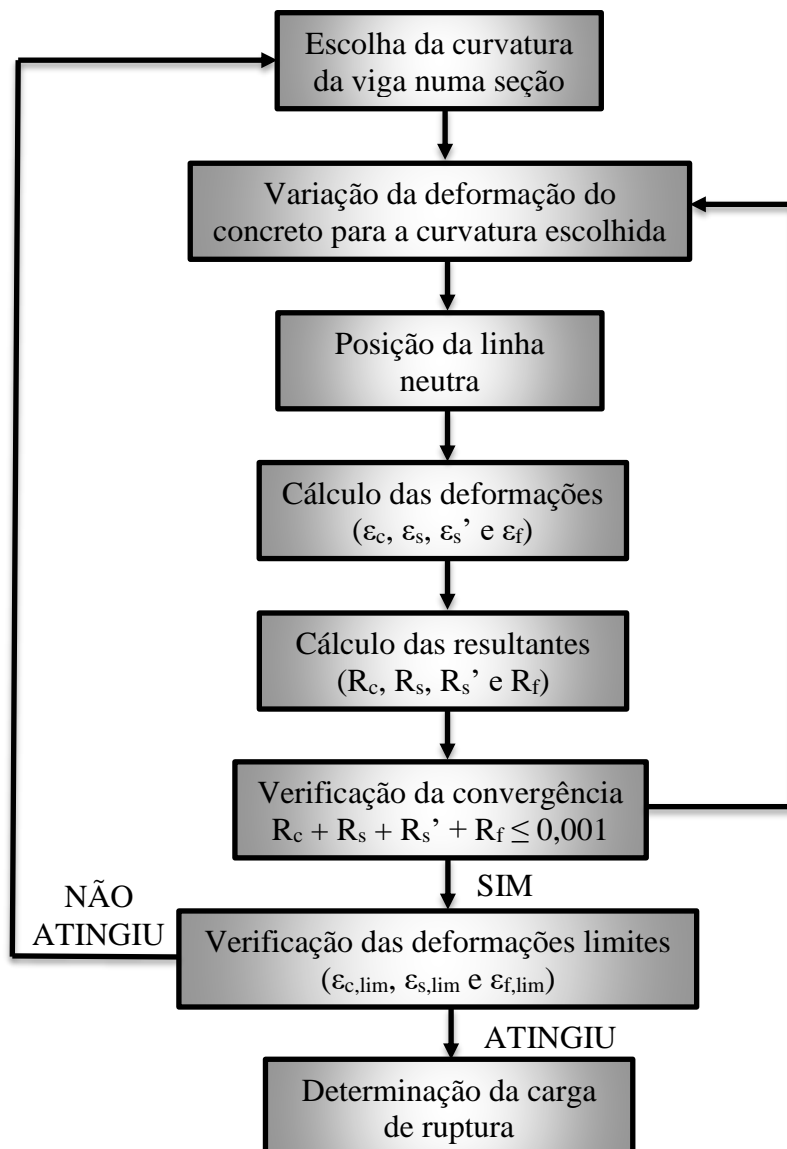 Escolha da curvatura
da viga numa seção
Variação da deformação do
concreto para a curvatura escolhida
Posição da linha
neutra
Cálculo das deformações
(εc, εs, εs’ e εf)
Cálculo das resultantes
(Rc, Rs, Rs’ e Rf)
Verificação da convergência
Rc + Rs + Rs’ + Rf ≤ 0,001
SIM
NÃO
ATINGIU
Verificação das deformações limites
(εc,lim, εs,lim e εf,lim)
ATINGIU
Determinação da carga
de ruptura